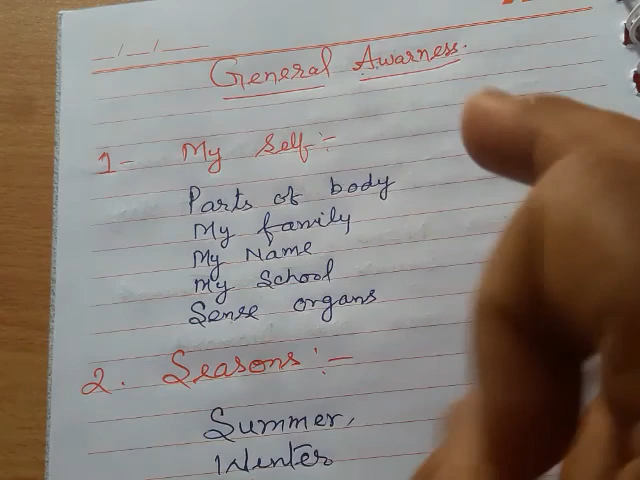 General Awarness.
1- My self:-
Parts of body
My family
My Name
My School
Sense organs
2. Seasons:-
Summer,
Winter